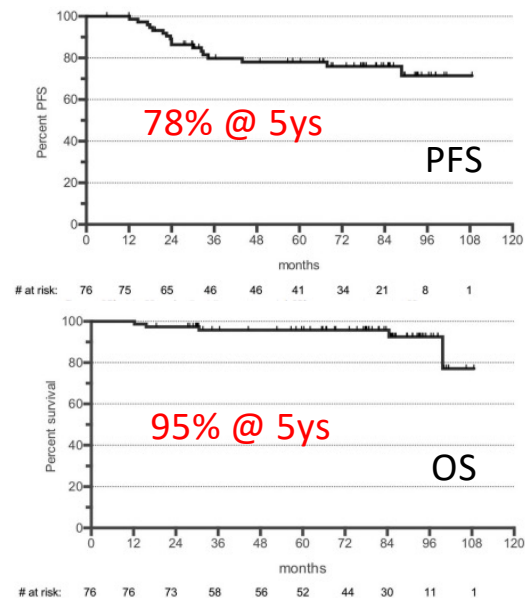 100
80
60
40
20
0
Percent PFS
78% @ 5ys
PFS
0 12 24 36 48 60 72 84 96 108 120
months
# at risk: 76 75 65 46 46 41 34 21 8 1
100
80
60
40
20
0
Percent survival
95% @ 5ys
OS
0 12 24 36 48 60 72 84 96 108 120
months
# at risk: 76 76 73 58 56 52 44 30 11 1